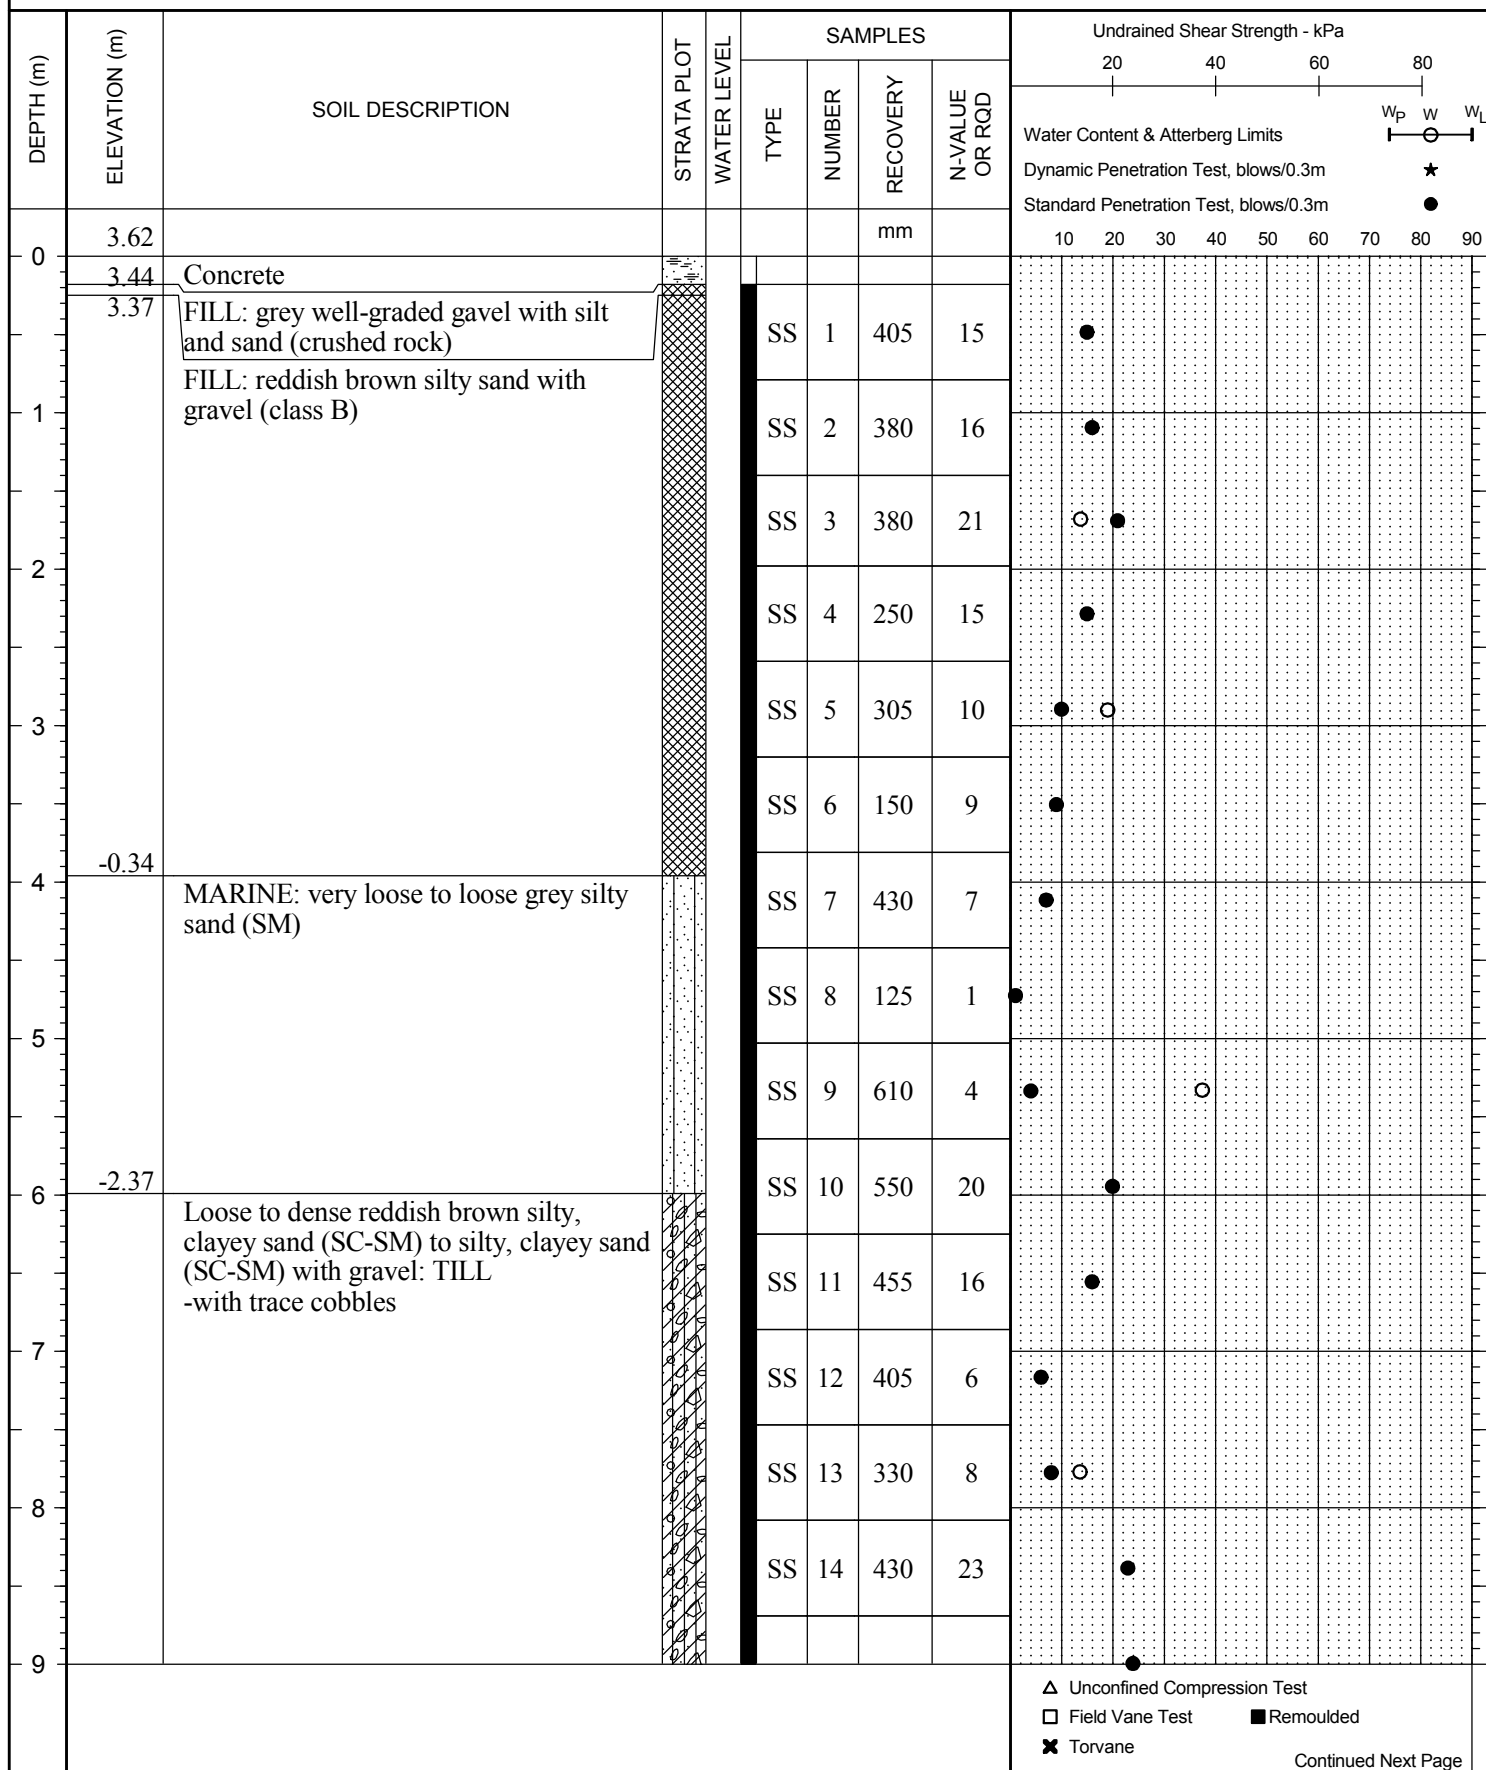 DEPTH (m)
ELEVATION (m)
SOIL DESCRIPTION
STRATA PLOT
WATER LEVEL
SAMPLES
TYPE
NUMBER
RECOVERY
N-VALUE
OR RQD
Undrained Shear Strength - kPa
20 40 60 80
Water Content & Atterberg Limits
WP W WL
Dynamic Penetration Test, blows/0.3m
Standard Penetration Test, blows/0.3m
3.62
mm
10 20 30 40 50 60 70 80 90
0
3.44
Concrete
3.37
FILL: grey well-graded gavel with silt
and sand (crushed rock)
SS 1 405 15
FILL: reddish brown silty sand with
gravel (class B)
1
SS 2 380 16
SS 3 380 21
2
SS 4 250 15
SS 5 305 10
3
SS 6 150 9
-0.34
4
MARINE: very loose to loose grey silty
sand (SM)
SS 7 430 7
SS 8 125 1
5
SS 9 610 4
-2.37
SS 10 550 20
6
Loose to dense reddish brown silty,
clayey sand (SC-SM) to silty, clayey sand
(SC-SM) with gravel: TILL
-with trace cobbles
SS 11 455 16
7
SS 12 405 6
SS 13 330 8
8
SS 14 430 23
9
Unconfined Compression Test
Field Vane Test
Remoulded
Torvane
Continued Next Page